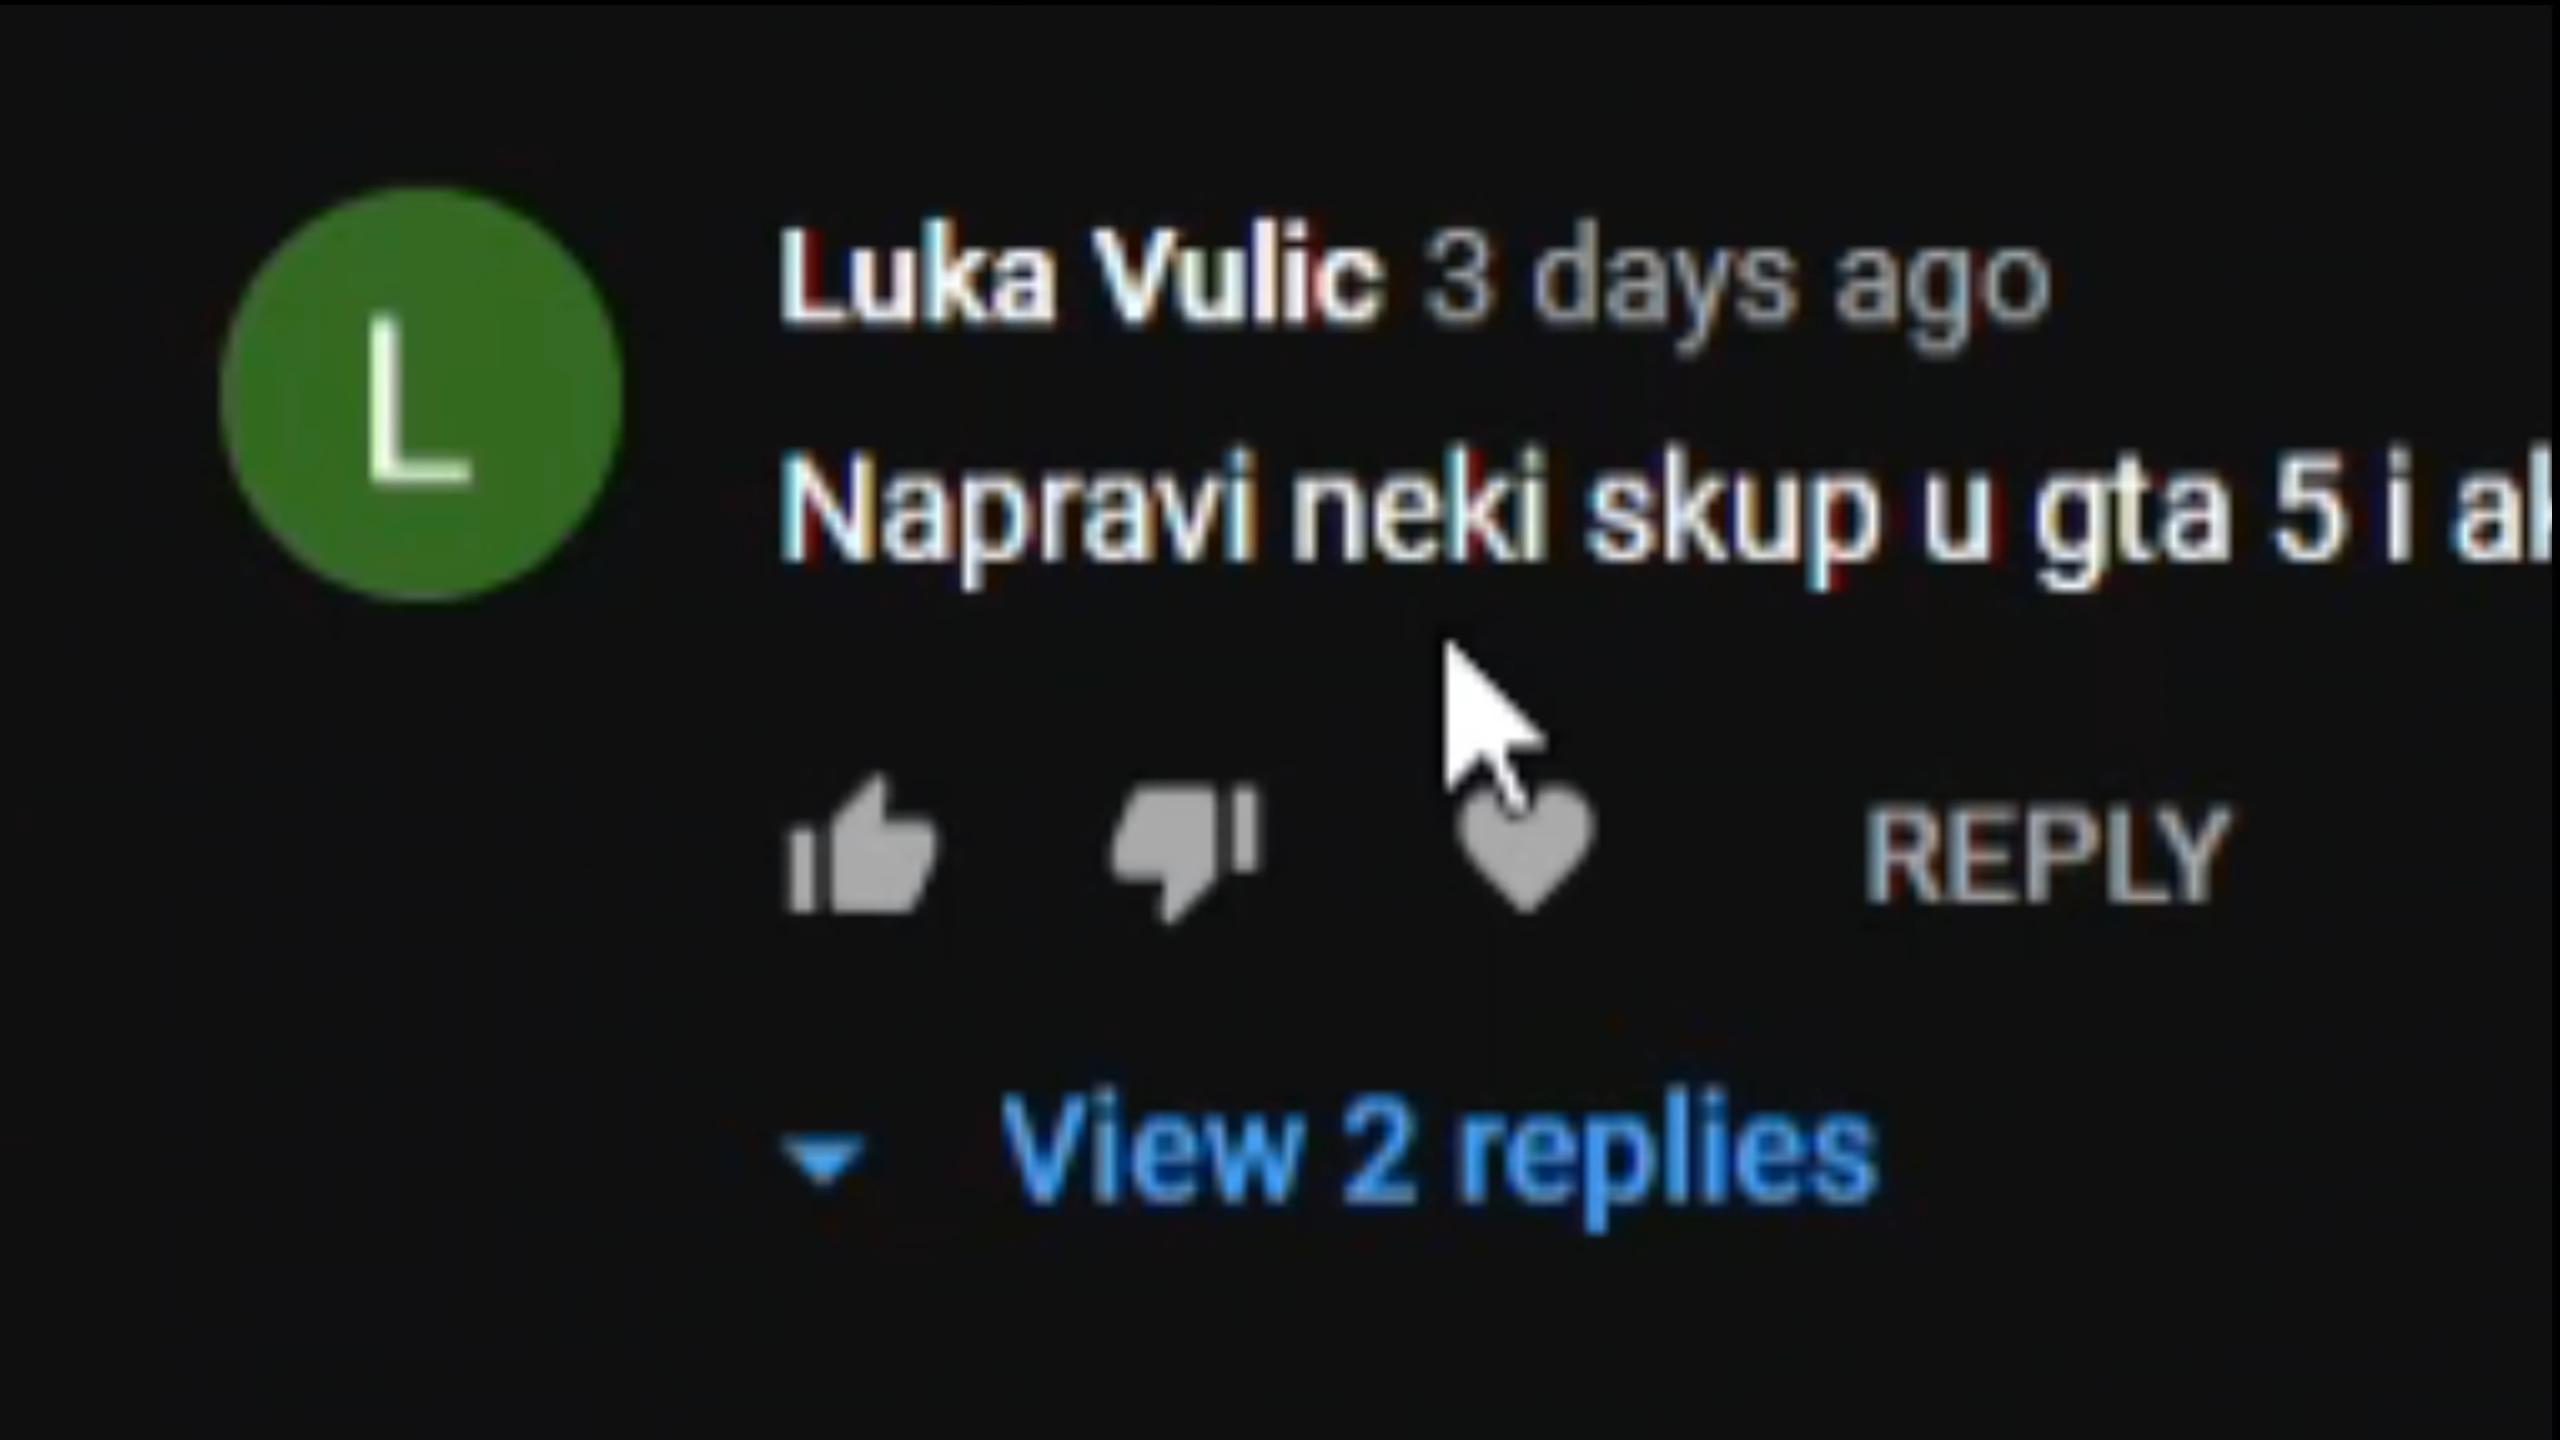 L
Luka Vulic 3 days ago
Napravi neki skup u gta 5 i
REPLY
View 2 replies